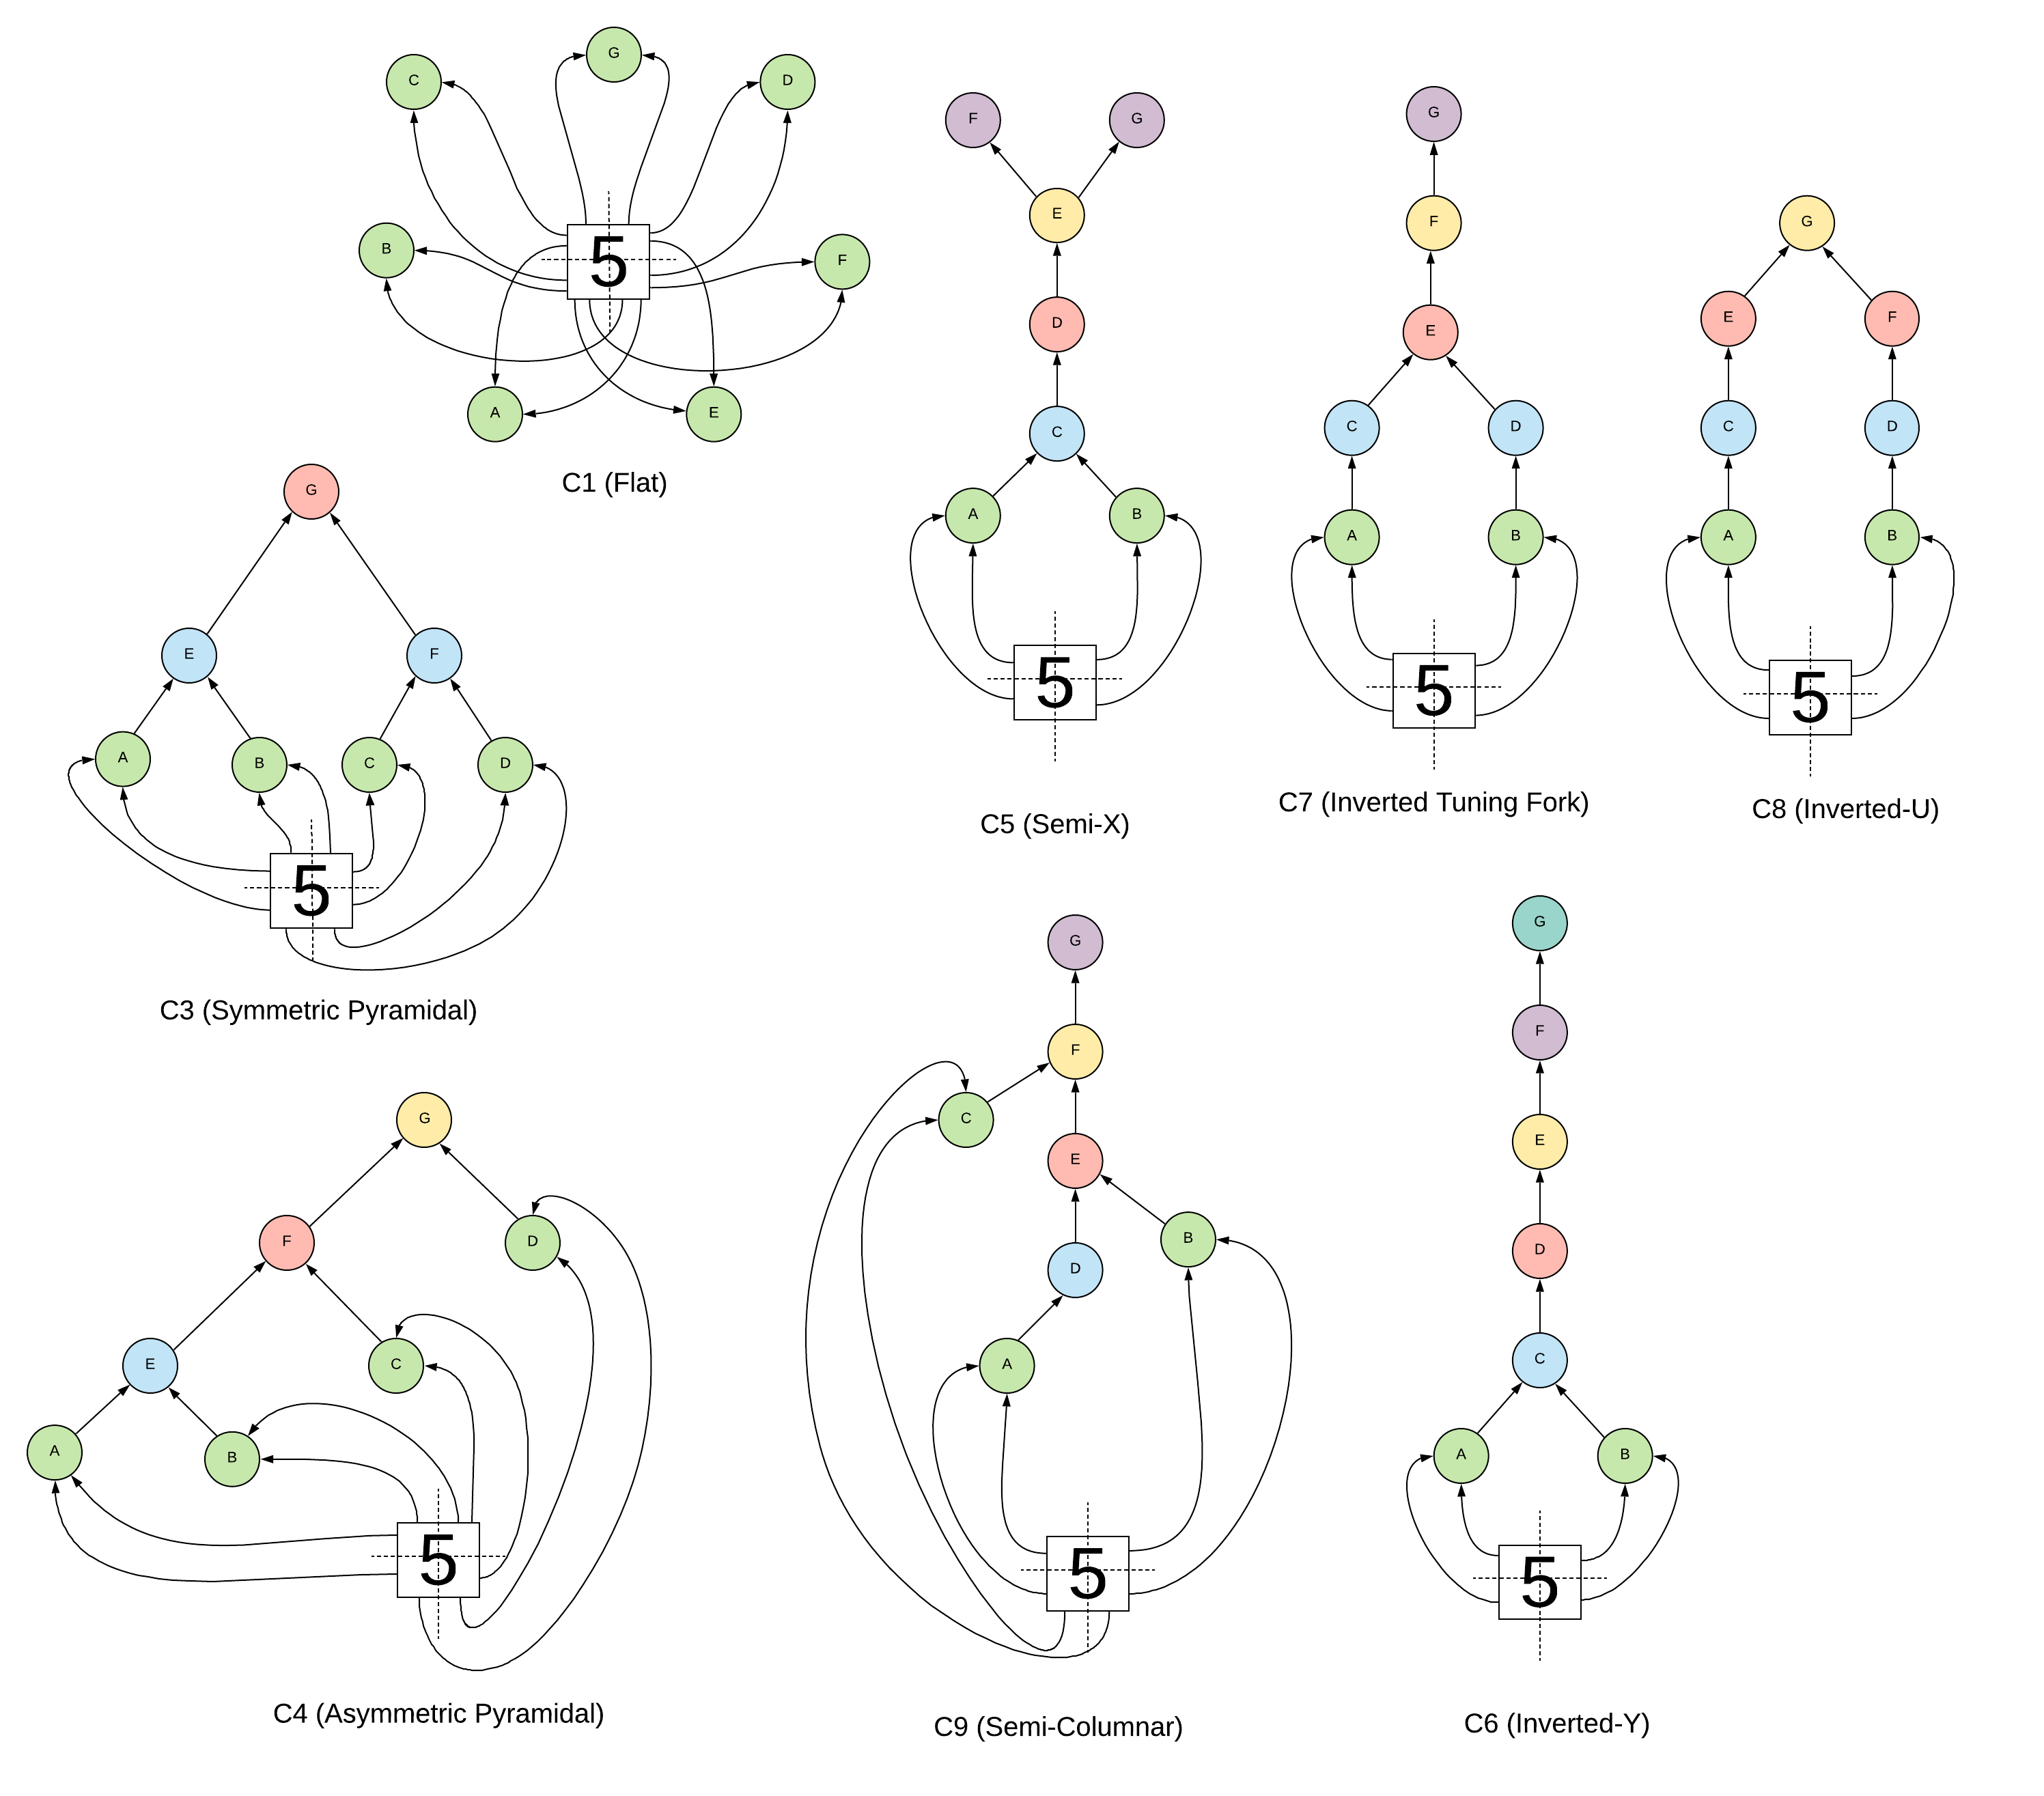 G
C
D
B
5
F
A
E
C1 (Flat)
F
G
E
D
C
A
B
5
C5 (Semi-X)
G
F
E
C
D
A
B
5
C7 (Inverted Tuning Fork)
G
E
F
C
D
A
B
5
C8 (Inverted-U)
G
E
F
A
B
C
D
5
C3 (Symmetric Pyramidal)
G
F
D
E
C
A
B
5
C4 (Asymmetric Pyramidal)
G
F
C
E
B
D
A
5
C9 (Semi-Columnar)
G
F
E
D
C
A
B
5
C6 (Inverted-Y)